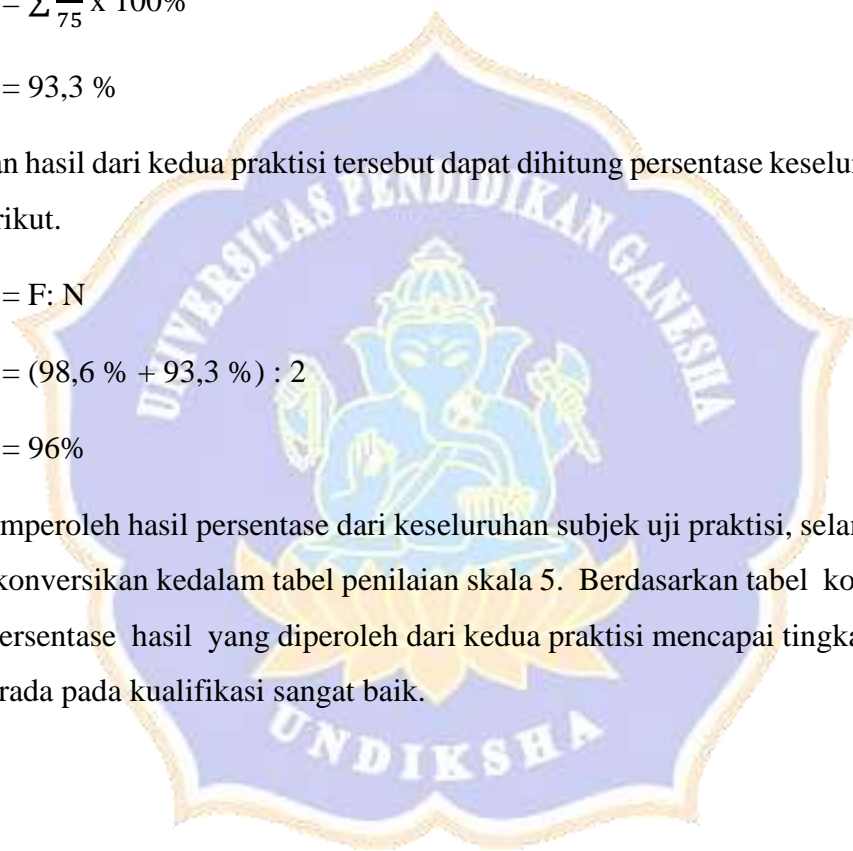 = Σ — x 100%
75
= 93,3 %
an hasil dari kedua praktisi tersebut dapat dihitung persentase keselu
rikut.
= F: N
= (98,6 % + 93,3 %) : 2
= 96%
mperoleh hasil persentase dari keseluruhan subjek uji praktisi, selan
konversikan kedalam tabel penilaian skala 5. Berdasarkan tabel ko
ersentase hasil yang diperoleh dari kedua praktisi mencapai tingka
rada pada kualifikasi sangat baik.
UNIVERSITAS PENDIDIKAN GANESHA
UNDIKSHA